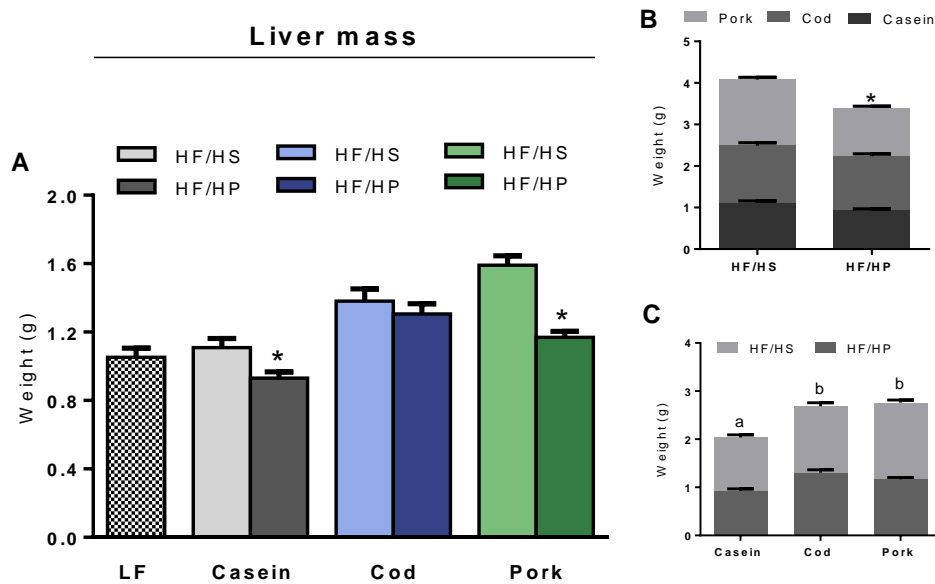 Liver mass
A
HF/HS HF/HS HF/HS
HF/HP HF/HP HF/HP
Weight (g)
2.0
1.6
1.2
0.8
0.4
0.0
*
*
LF Casein Cod Pork
B
Pork Cod Casein
Weight (g)
5
4
3
2
1
0
*
HF/HS HF/HP
C
HF/HS HF/HP
Weight (g)
4
3
2
1
0
a b b
Casein Cod Pork